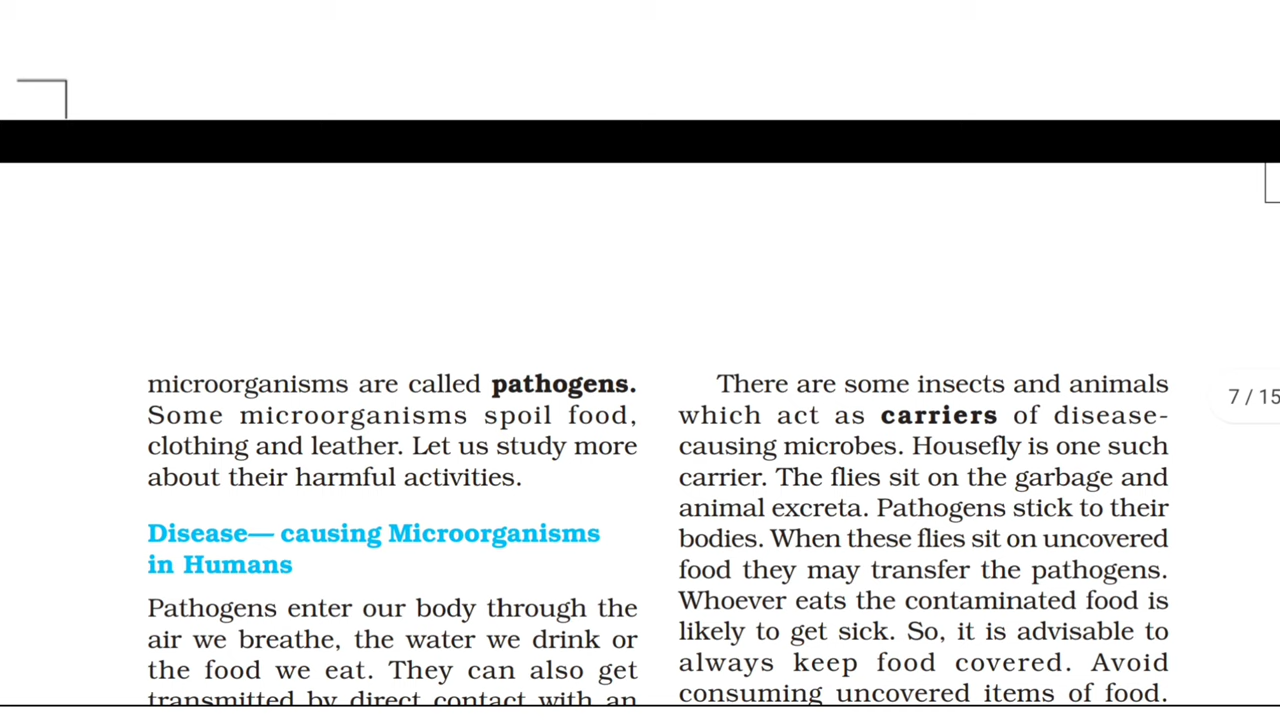 microorganisms are called pathogens.
Some microorganisms spoil food,
clothing and leather. Let us study more
about their harmful activities.
Disease— causing Microorganisms
in Humans
Pathogens enter our body through the
air we breathe, the water we drink or
the food we eat. They can also get
transmitted by direct contact with an
There are some insects and animals
which act as carriers of disease-
causing microbes. Housefly is one such
carrier. The flies sit on the garbage and
animal excreta. Pathogens stick to their
bodies. When these flies sit on uncovered
food they may transfer the pathogens.
Whoever eats the contaminated food is
likely to get sick. So, it is advisable to
always keep food covered. Avoid
consuming uncovered items of food.
7 / 15